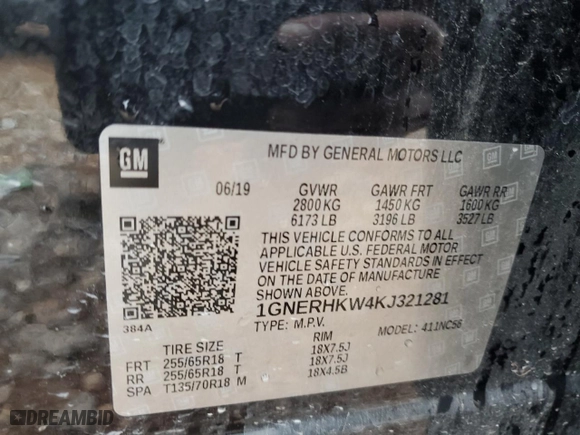 GM
MFD BY GENERAL MOTORS LLC
06/19 GVWR GAWR FRT GAWR RR
2800 KG 1450 KG 1600 KG
6173 LB 3196 LB 3527 LB
THIS VEHICLE CONFORMS TO ALL
APPLICABLE U.S. FEDERAL MOTOR
VEHICLE SAFETY STANDARDS IN EFFECT
ON THE DATE OF MANUFACTURE
SHOWN ABOVE.
384A
1GNERHKW4KJ321281
TYPE: M.P.V. MODEL: 411NC56
TIRE SIZE RIM
FRT 255/65R18 T 18X7.5J
RR 255/65R18 T 18X7.5J
SPA T135/70R18 M 18X4.5B
DREAMBID